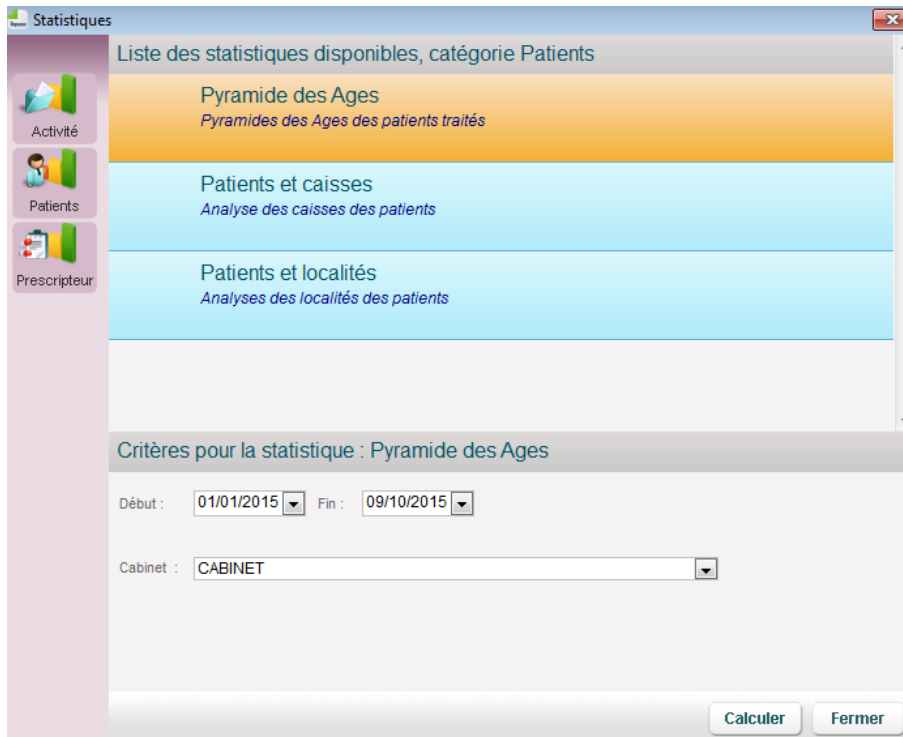 Statistiques
Liste des statistiques disponibles, catégorie Patients
Activité
Patients
Prescripteur
Pyramide des Ages
Pyramides des Ages des patients traités
Patients et caisses
Analyse des caisses des patients
Patients et localités
Analyses des localités des patients
Critères pour la statistique : Pyramide des Ages
Début : 01/01/2015 Fin : 09/10/2015
Cabinet : CABINET
Calculer Fermer